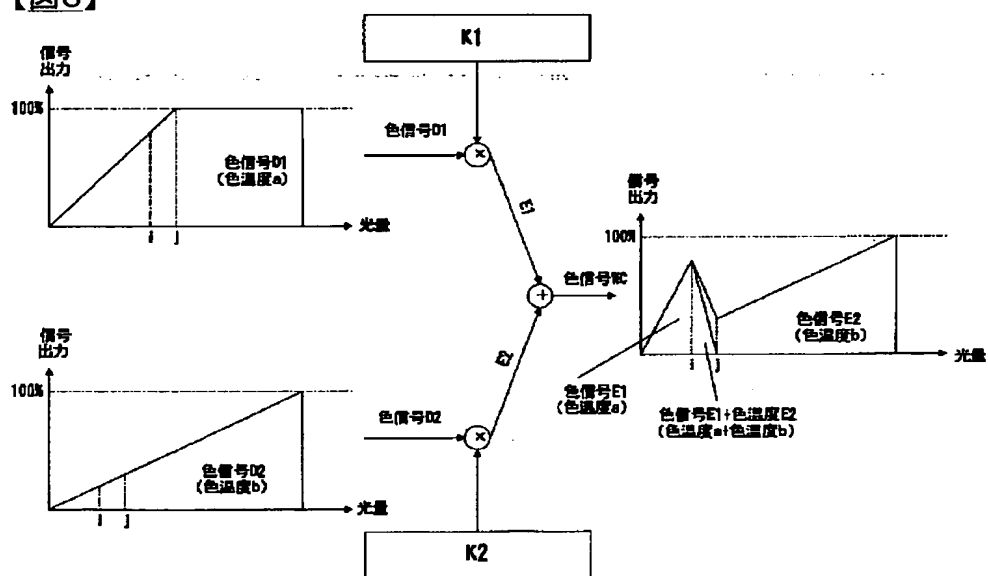 K1
信号
出力
100%
色信号D1
(色温度a)
i
j
光量
色信号D1
E1
色信号WC
信号
出力
100%
色信号E2
(色温度b)
i
j
光量
色信号E1
(色温度a)
色信号E1+色温度E2
(色温度a+色温度b)
信号
出力
100%
色信号D2
(色温度b)
i
j
光量
色信号D2
E2
K2